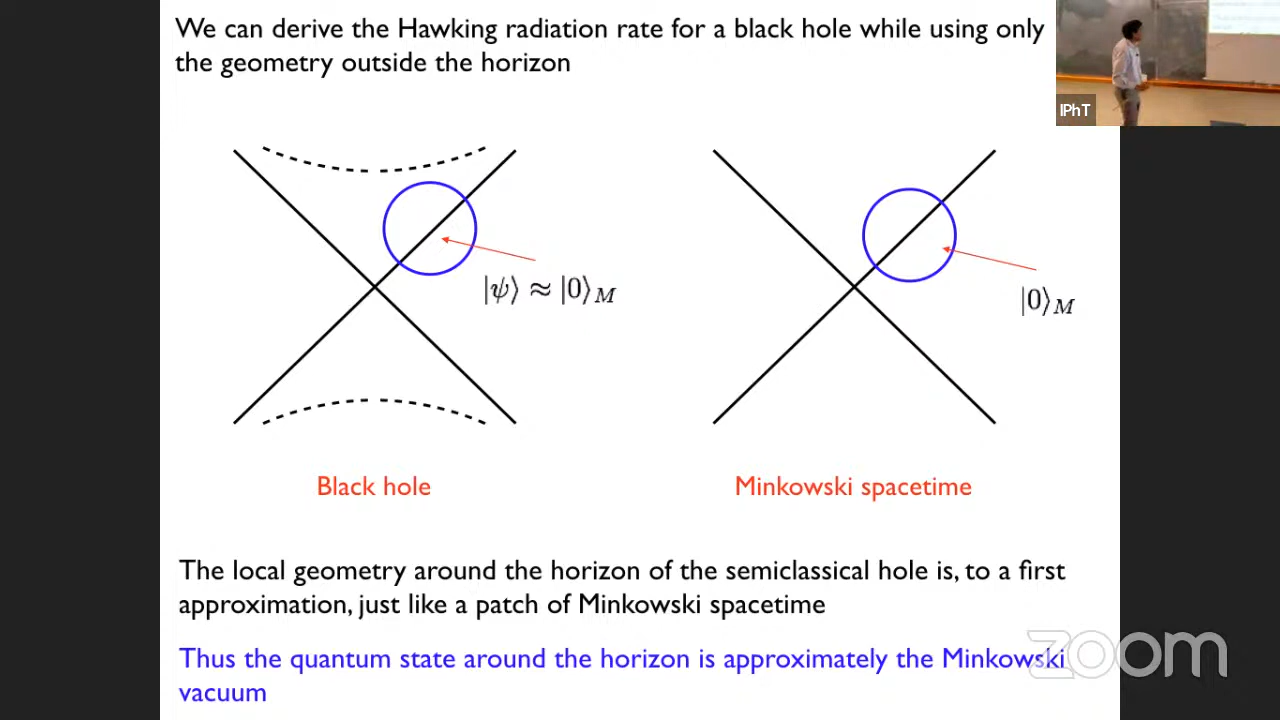 We can derive the Hawking radiation rate for a black hole while using only
the geometry outside the horizon
IPhT
|ψ⟩ ≈ |0⟩_M
|0⟩_M
Black hole
Minkowski spacetime
The local geometry around the horizon of the semiclassical hole is, to a first
approximation, just like a patch of Minkowski spacetime
Thus the quantum state around the horizon is approximately the Minkowski
vacuum
zoom